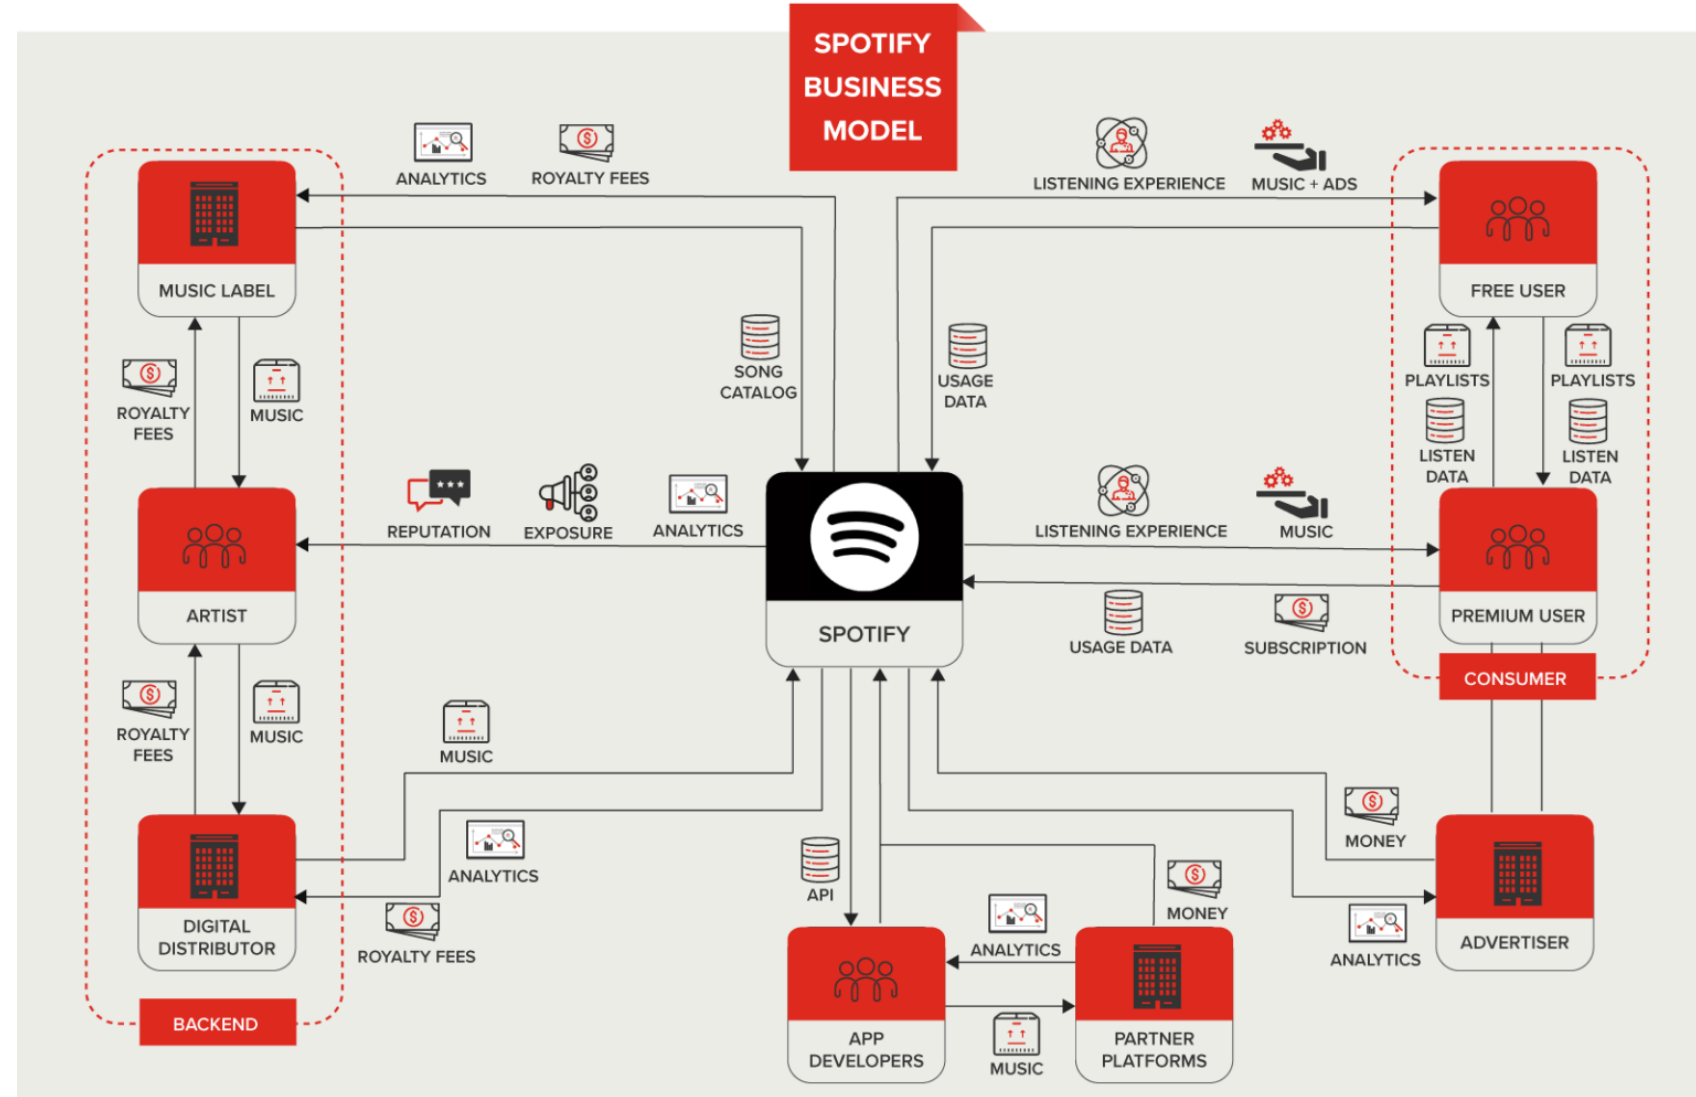 SPOTIFY
BUSINESS
MODEL
ANALYTICS
ROYALTY FEES
LISTENING EXPERIENCE
MUSIC + ADS
MUSIC LABEL
FREE USER
SONG
CATALOG
USAGE
DATA
ROYALTY
FEES
MUSIC
PLAYLISTS
PLAYLISTS
LISTEN
DATA
LISTEN
DATA
REPUTATION
EXPOSURE
ANALYTICS
LISTENING EXPERIENCE
MUSIC
ARTIST
SPOTIFY
PREMIUM USER
USAGE DATA
SUBSCRIPTION
CONSUMER
ROYALTY
FEES
MUSIC
MUSIC
ANALYTICS
ROYALTY FEES
API
MONEY
MONEY
ANALYTICS
ANALYTICS
DIGITAL
DISTRIBUTOR
ADVERTISER
BACKEND
APP
DEVELOPERS
MUSIC
PARTNER
PLATFORMS